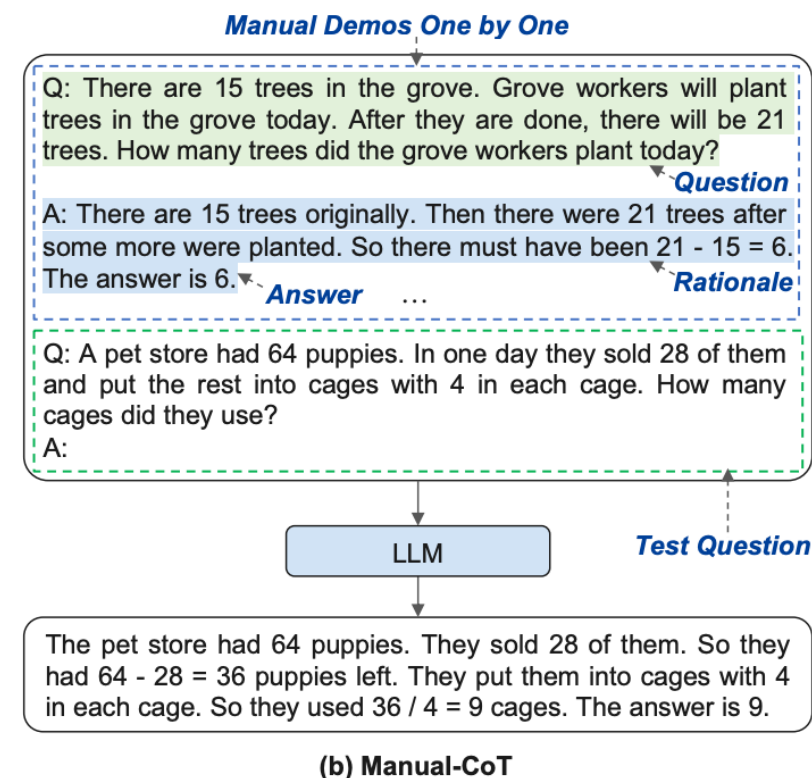 Manual Demos One by One
Q: There are 15 trees in the grove. Grove workers will plant
trees in the grove today. After they are done, there will be 21
trees. How many trees did the grove workers plant today?
Question
A: There are 15 trees originally. Then there were 21 trees after
some more were planted. So there must have been 21 - 15 = 6.
The answer is 6.
Rationale
Answer ...
Q: A pet store had 64 puppies. In one day they sold 28 of them
and put the rest into cages with 4 in each cage. How many
cages did they use?
A:
LLM
Test Question
The pet store had 64 puppies. They sold 28 of them. So they
had 64 - 28 = 36 puppies left. They put them into cages with 4
in each cage. So they used 36 / 4 = 9 cages. The answer is 9.
(b) Manual-CoT